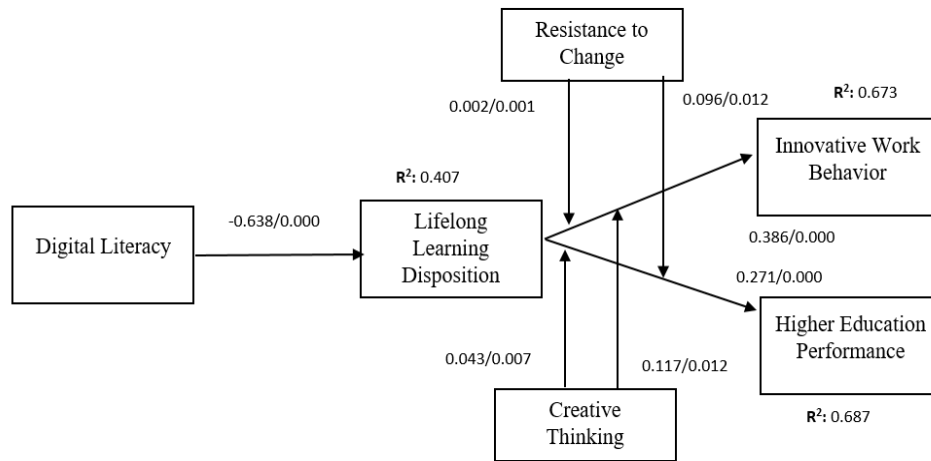 Resistance to
Change
0.002/0.001
0.096/0.012
R²: 0.673
Innovative Work
Behavior
R²: 0.407
-0.638/0.000
Digital Literacy
Lifelong
Learning
Disposition
0.386/0.000
0.271/0.000
Higher Education
Performance
0.043/0.007
0.117/0.012
Creative
Thinking
R²: 0.687